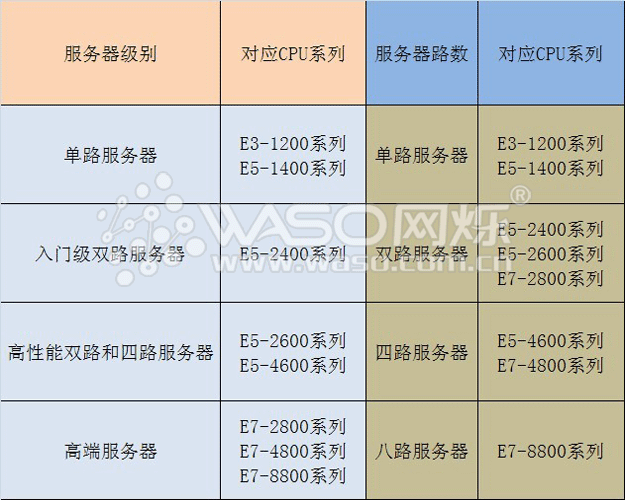 服务器级别 对应CPU系列 服务器路数 对应CPU系列
单路服务器 E3-1200系列 单路服务器 E3-1200系列
E5-1400系列 E5-1400系列
WASO网烁®
入门级双路服务器 E5-2400系列 双路服务器 E5-2400系列
E5-2600系列
E7-2800系列
www.waso.com.cn
高性能双路和四路服务器 E5-2600系列 四路服务器 E5-4600系列
E5-4600系列 E7-4800系列
高端服务器 E7-2800系列 八路服务器 E7-8800系列
E7-4800系列
E7-8800系列